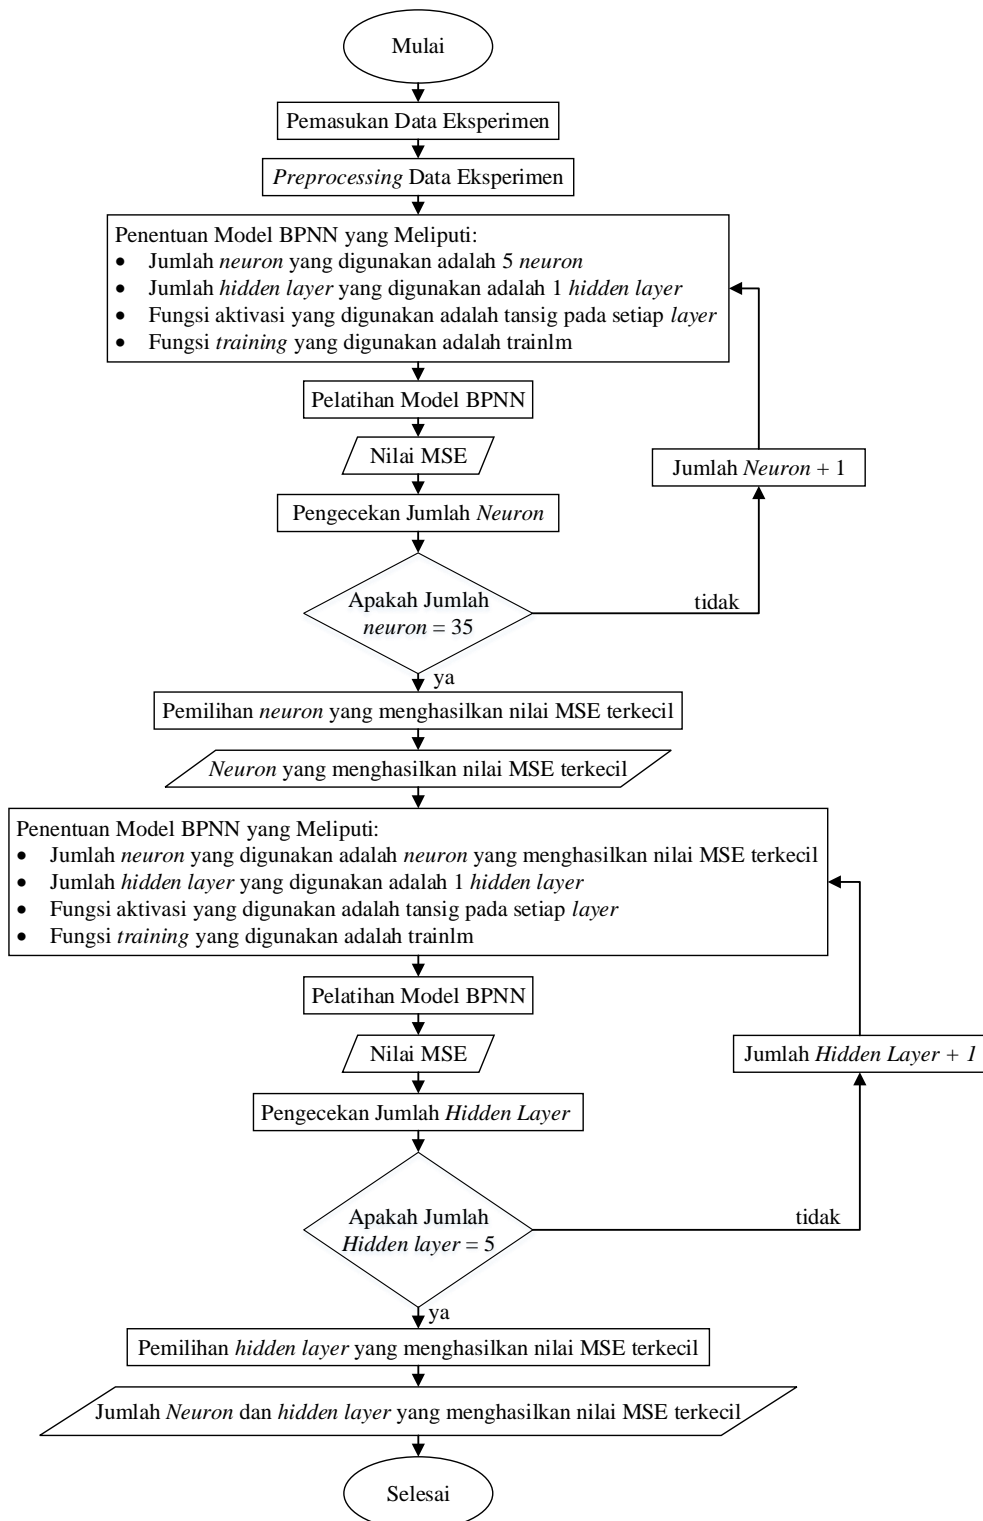 Mulai
Pemasukan Data Eksperimen
Preprocessing Data Eksperimen
Penentuan Model BPNN yang Meliputi:
• Jumlah neuron yang digunakan adalah 5 neuron
• Jumlah hidden layer yang digunakan adalah 1 hidden layer
• Fungsi aktivasi yang digunakan adalah tansig pada setiap layer
• Fungsi training yang digunakan adalah trainlm
Pelatihan Model BPNN
Nilai MSE
Jumlah Neuron + 1
Pengecekan Jumlah Neuron
Apakah Jumlah
neuron = 35
tidak
ya
Pemilihan neuron yang menghasilkan nilai MSE terkecil
Neuron yang menghasilkan nilai MSE terkecil
Penentuan Model BPNN yang Meliputi:
• Jumlah neuron yang digunakan adalah neuron yang menghasilkan nilai MSE terkecil
• Jumlah hidden layer yang digunakan adalah 1 hidden layer
• Fungsi aktivasi yang digunakan adalah tansig pada setiap layer
• Fungsi training yang digunakan adalah trainlm
Pelatihan Model BPNN
Nilai MSE
Jumlah Hidden Layer + 1
Pengecekan Jumlah Hidden Layer
Apakah Jumlah
Hidden layer = 5
tidak
ya
Pemilihan hidden layer yang menghasilkan nilai MSE terkecil
Jumlah Neuron dan hidden layer yang menghasilkan nilai MSE terkecil
Selesai